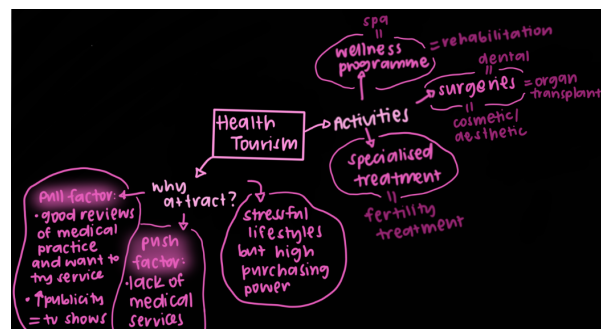 spa
wellness
programme
= rehabilitation
dental
surgeries
= organ
transplant
cosmetic/
aesthetic
Health
Tourism
Activities
specialised
treatment
fertility
treatment
why
attract?
pull factor:
• good reviews
of medical
practice
and want to
try service
• ↑publicity
= tv shows
push
factor:
• lack of
medical
services
stressful
lifestyles
but high
purchasing
power